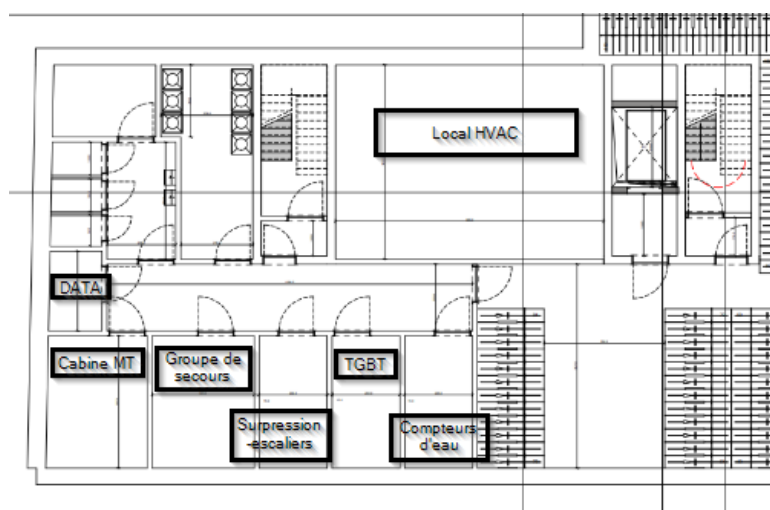 Local HVAC
DATA
Cabine MT
Groupe de
secours
TGBT
Surpression
-escaliers
Compteurs
d'eau